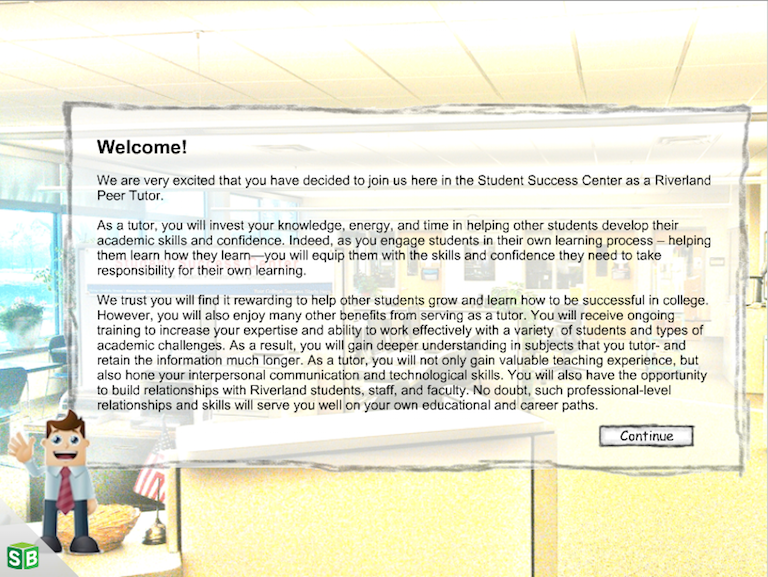 Welcome!
We are very excited that you have decided to join us here in the Student Success Center as a Riverland
Peer Tutor.
As a tutor, you will invest your knowledge, energy, and time in helping other students develop their
academic skills and confidence. Indeed, as you engage students in their own learning process – helping
them learn how they learn—you will equip them with the skills and confidence they need to take
responsibility for their own learning.
We trust you will find it rewarding to help other students grow and learn how to be successful in college.
However, you will also enjoy many other benefits from serving as a tutor. You will receive ongoing
training to increase your expertise and ability to work effectively with a variety of students and types of
academic challenges. As a result, you will gain deeper understanding in subjects that you tutor- and
retain the information much longer. As a tutor, you will not only gain valuable teaching experience, but
also hone your interpersonal communication and technological skills. You will also have the opportunity
to build relationships with Riverland students, staff, and faculty. No doubt, such professional-level
relationships and skills will serve you well on your own educational and career paths.
Continue
SB